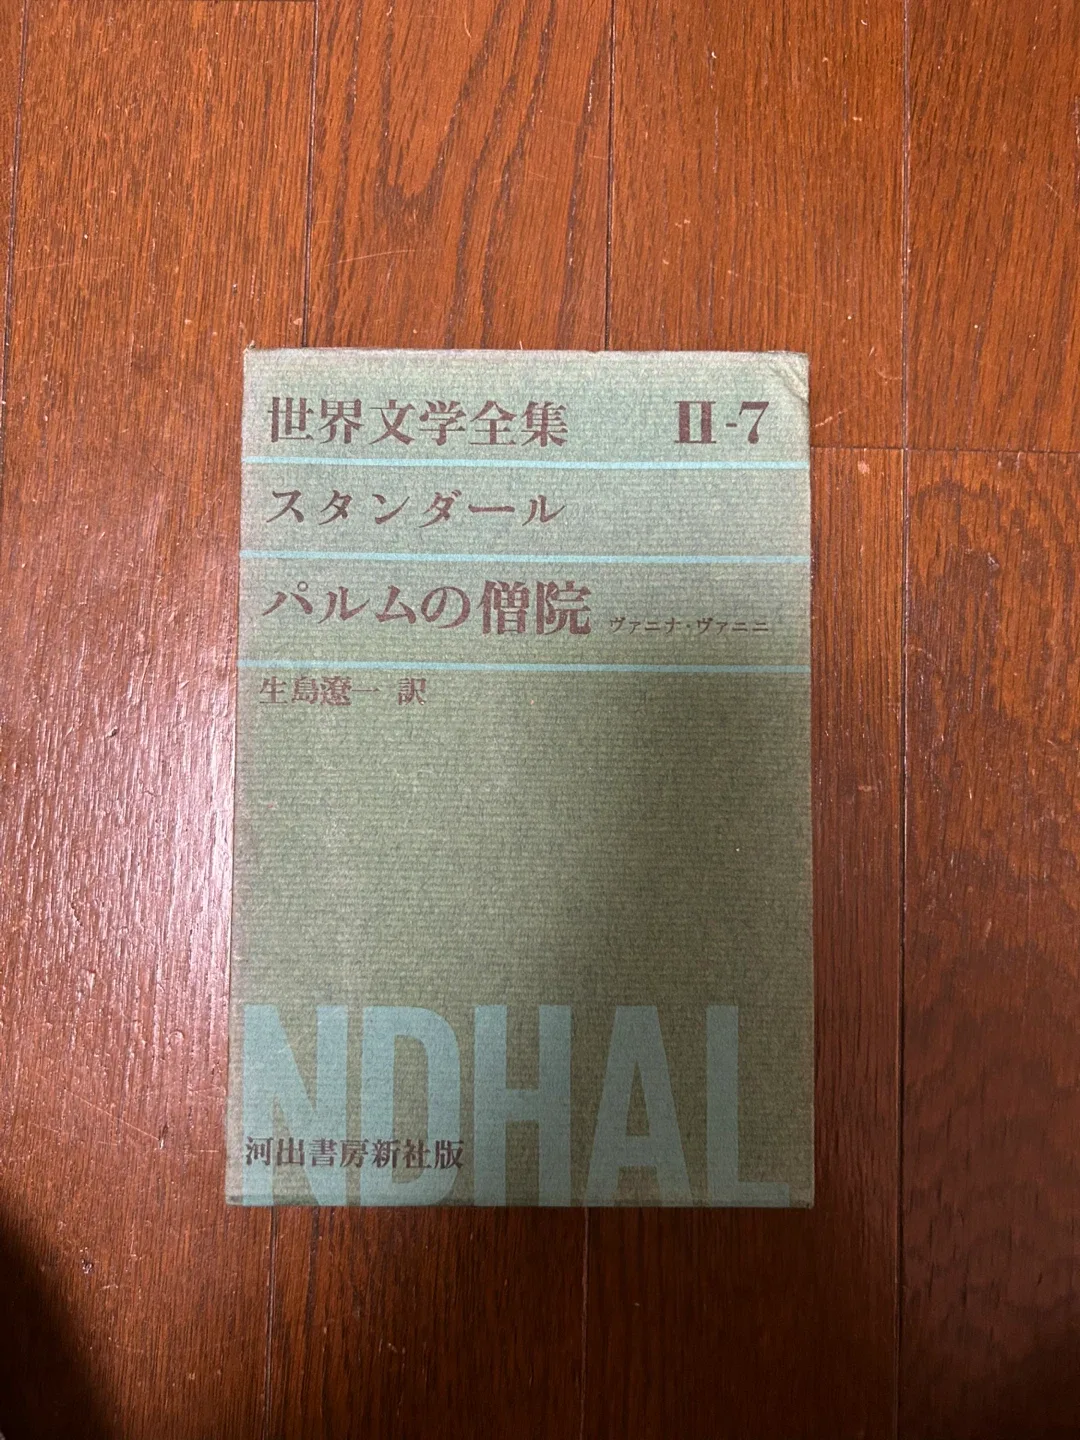 世界文学全集 Ⅱ-7
スタンダール
パルムの僧院 ヴァニナ・ヴァニニ
生島遼一 訳
NDHAL
河出書房新社版